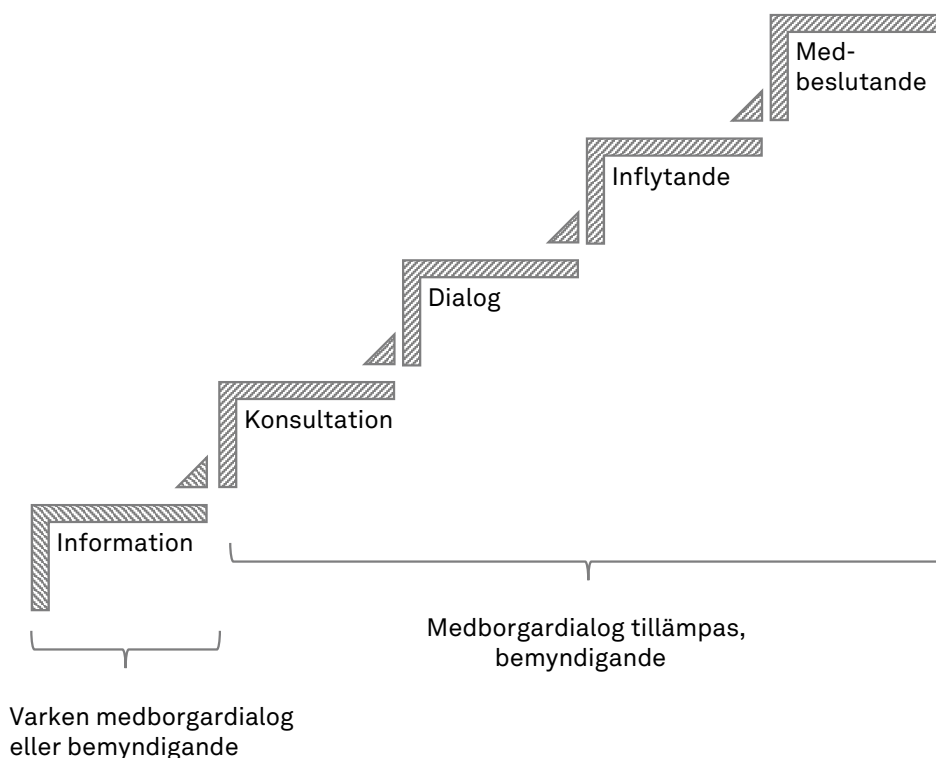 Med-
beslutande
Inflytande
Dialog
Konsultation
Information
Medborgardialog tillämpas,
bemyndigande
Varken medborgardialog
eller bemyndigande